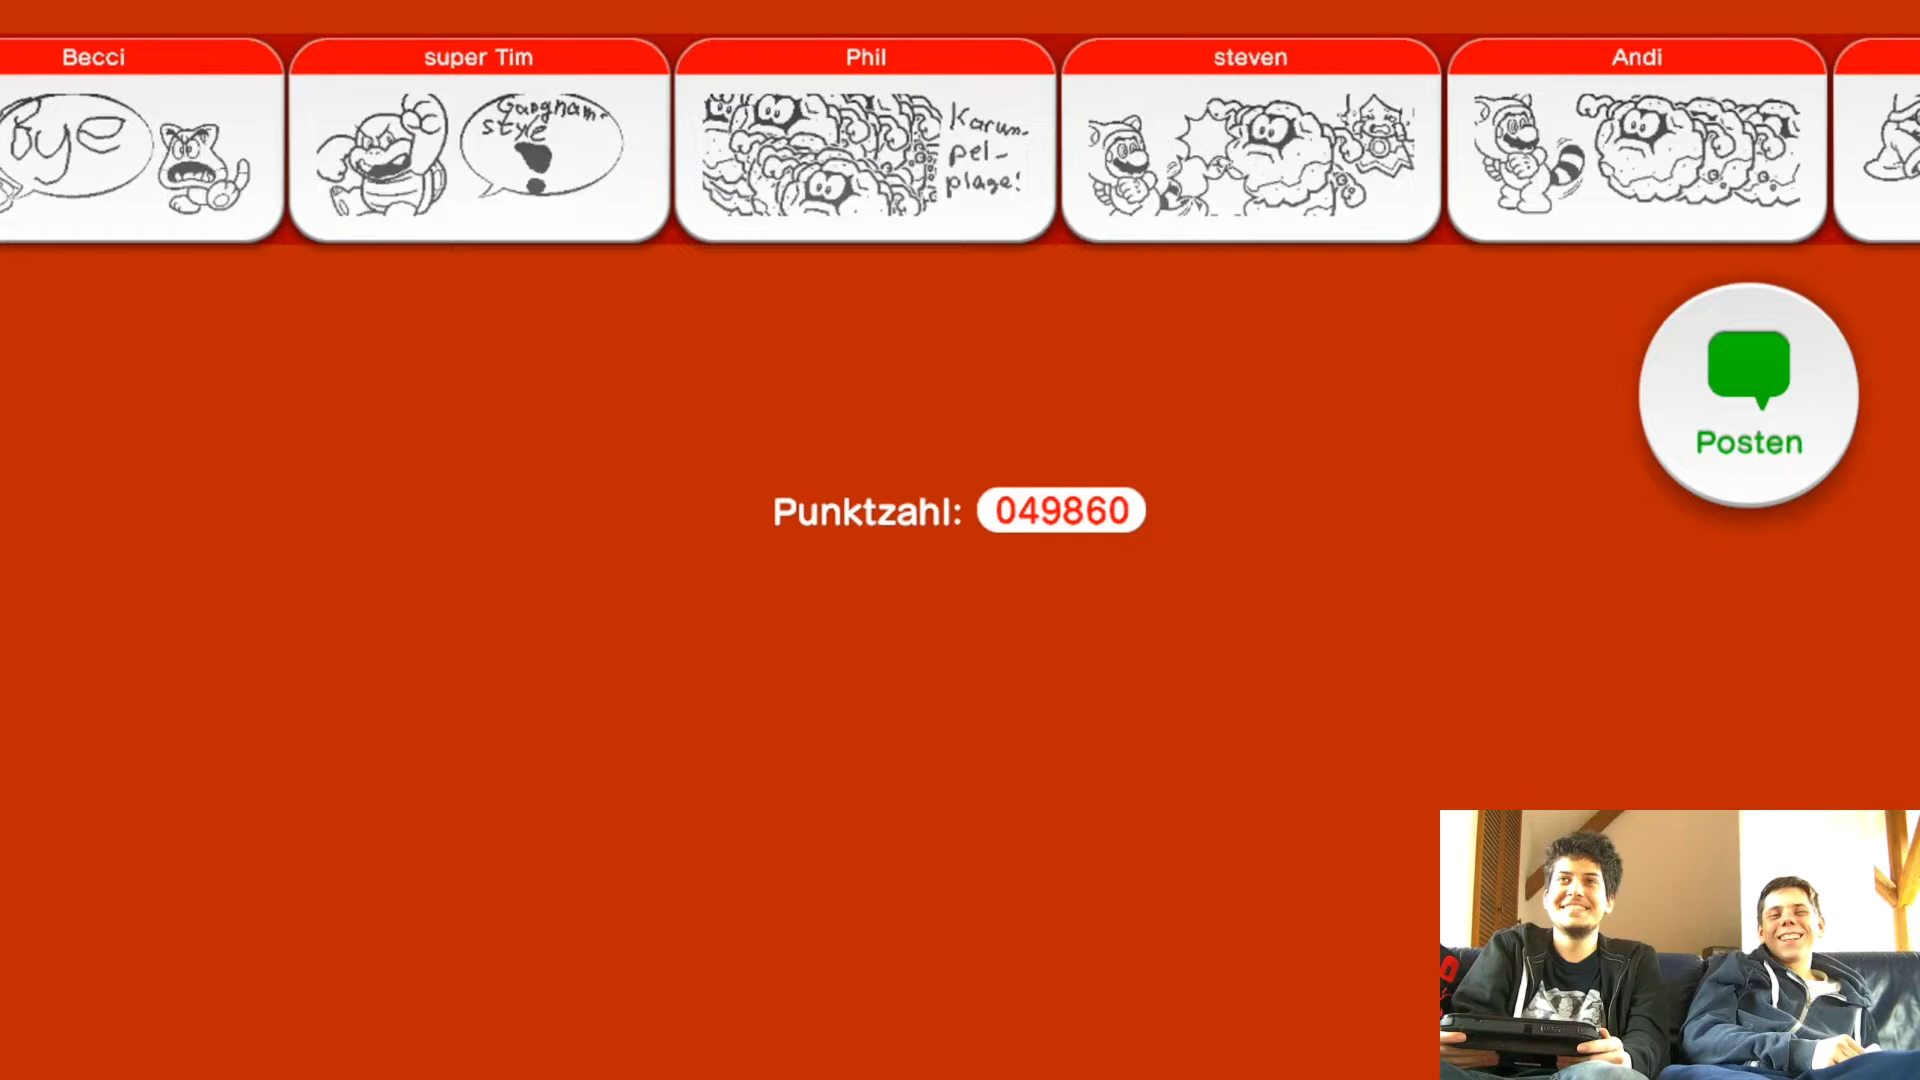 Becci
super Tim
Phil
steven
Andi
Bye
Gangnam-
style
Karum-
pel-
plage!
Posten
Punktzahl: 049860